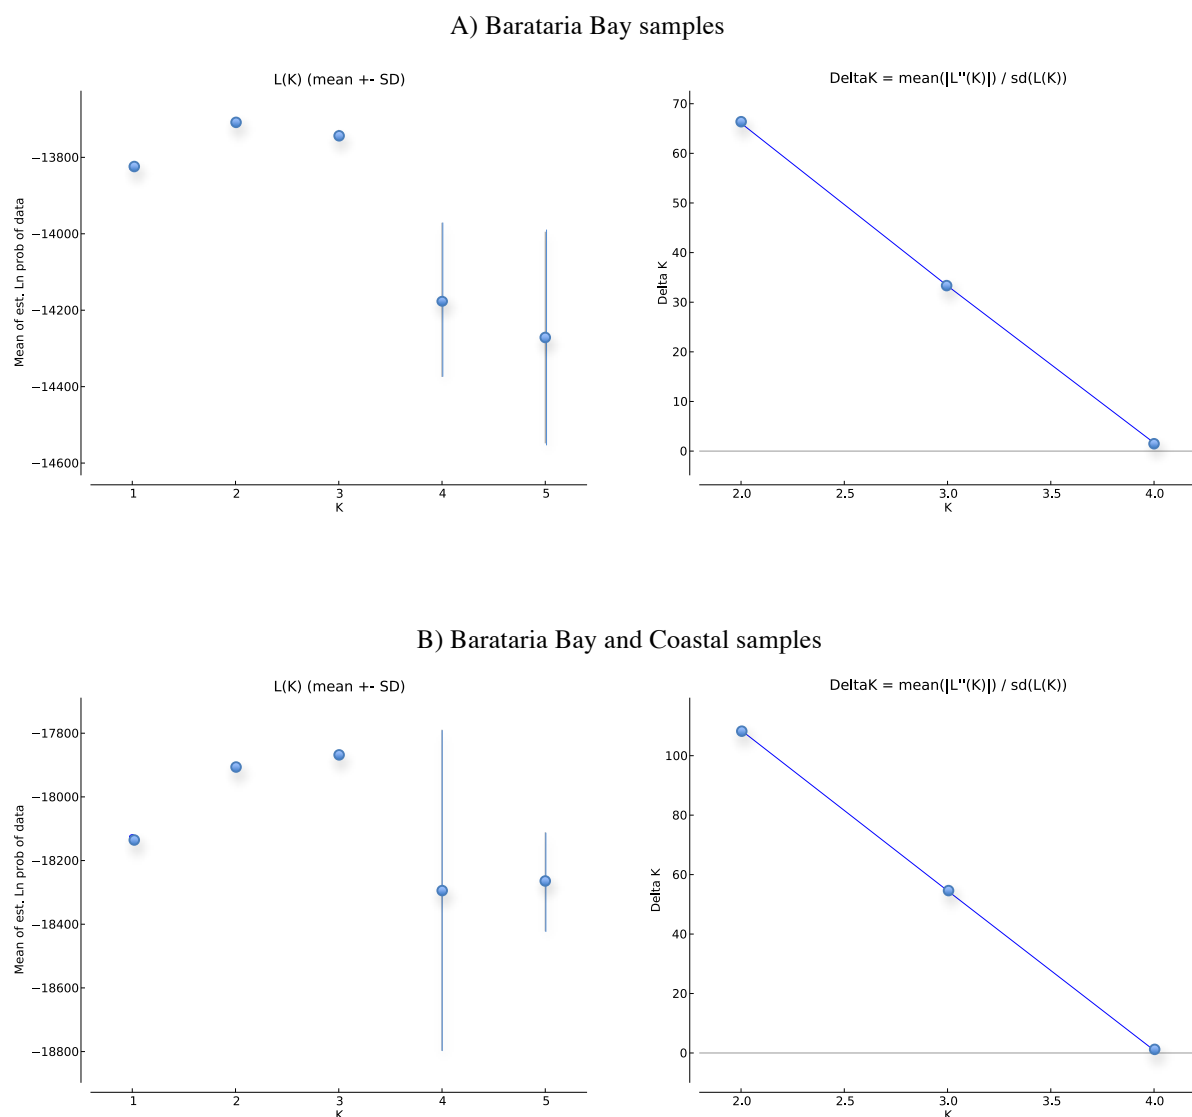 A) Barataria Bay samples
L(K) (mean +- SD)
Mean of est. Ln prob of data
−13800
−14000
−14200
−14400
−14600
1 2 3 4 5
K
DeltaK = mean(|L"(K)|) / sd(L(K))
Delta K
70
60
50
40
30
20
10
0
2.0 2.5 3.0 3.5 4.0
K
B) Barataria Bay and Coastal samples
L(K) (mean +- SD)
Mean of est. Ln prob of data
−17800
−18000
−18200
−18400
−18600
−18800
1 2 3 4 5
K
DeltaK = mean(|L"(K)|) / sd(L(K))
Delta K
100
80
60
40
20
0
2.0 2.5 3.0 3.5 4.0
K